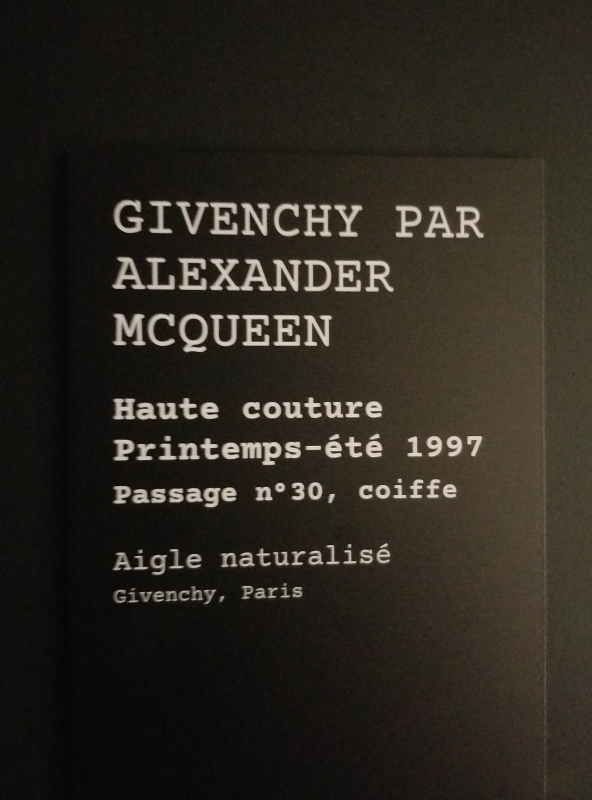 GIVENCHY PAR
ALEXANDER
MCQUEEN
Haute couture
Printemps-été 1997
Passage n°30, coiffe
Aigle naturalisé
Givenchy, Paris